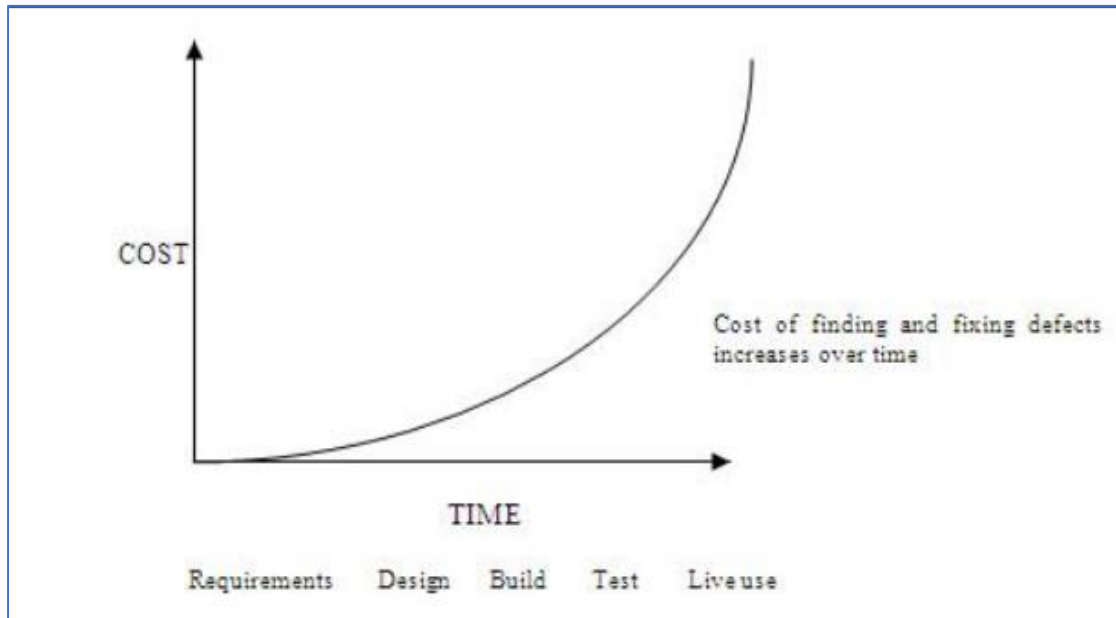 COST
Cost of finding and fixing defects
increases over time
TIME
Requirements Design Build Test Live use